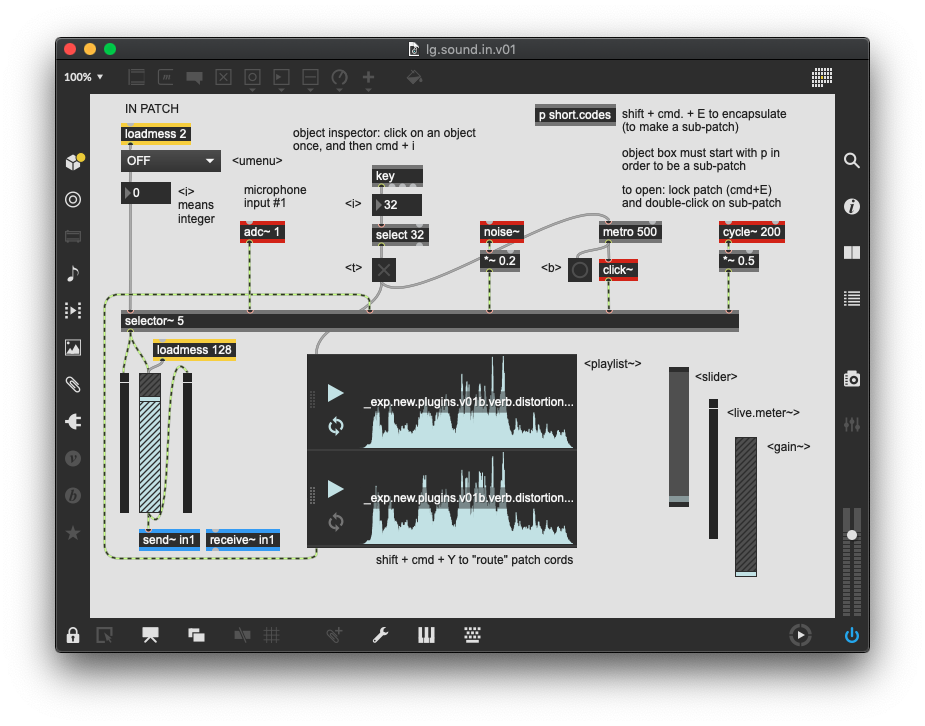 lg.sound.in.v01
100%
IN PATCH
loadmess 2
OFF
<umenu>
0
<i>
means
integer
object inspector: click on an object
once, and then cmd + i
p short.codes
shift + cmd. + E to encapsulate
(to make a sub-patch)
object box must start with p in
order to be a sub-patch
to open: lock patch (cmd+E)
and double-click on sub-patch
microphone
input #1
key
<i>
32
adc~ 1
select 32
noise~
metro 500
cycle~ 200
<t>
*~ 0.2
<b>
click~
*~ 0.5
selector~ 5
loadmess 128
<playlist~>
_exp.new.plugins.v01b.verb.distortion...
_exp.new.plugins.v01b.verb.distortion...
<slider>
<live.meter~>
<gain~>
send~ in1
receive~ in1
shift + cmd + Y to "route" patch cords